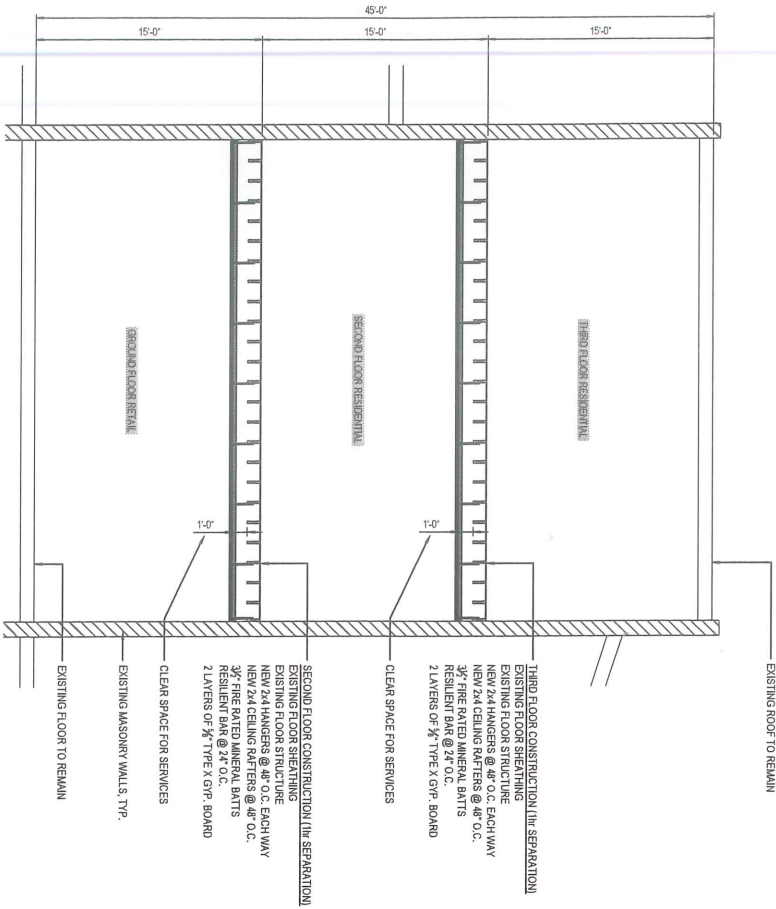 45'-0"
15'-0"
15'-0"
15'-0"
EXISTING ROOF TO REMAIN
THIRD FLOOR RESIDENTIAL
THIRD FLOOR CONSTRUCTION (1hr SEPARATION)
EXISTING FLOOR SHEATHING
EXISTING FLOOR STRUCTURE
NEW 2x4 HANGERS @ 48" O.C. EACH WAY
NEW 2x4 CEILING RAFTERS @ 48" O.C.
3½" FIRE RATED MINERAL BATTS
RESILIENT BAR @ 24" O.C.
2 LAYERS OF ⅝" TYPE X GYP. BOARD
1'-0"
CLEAR SPACE FOR SERVICES
SECOND FLOOR RESIDENTIAL
SECOND FLOOR CONSTRUCTION (1hr SEPARATION)
EXISTING FLOOR SHEATHING
EXISTING FLOOR STRUCTURE
NEW 2x4 HANGERS @ 48" O.C. EACH WAY
NEW 2x4 CEILING RAFTERS @ 48" O.C.
3½" FIRE RATED MINERAL BATTS
RESILIENT BAR @ 24" O.C.
2 LAYERS OF ⅝" TYPE X GYP. BOARD
1'-0"
CLEAR SPACE FOR SERVICES
GROUND FLOOR RETAIL
EXISTING MASONRY WALLS, TYP.
EXISTING FLOOR TO REMAIN